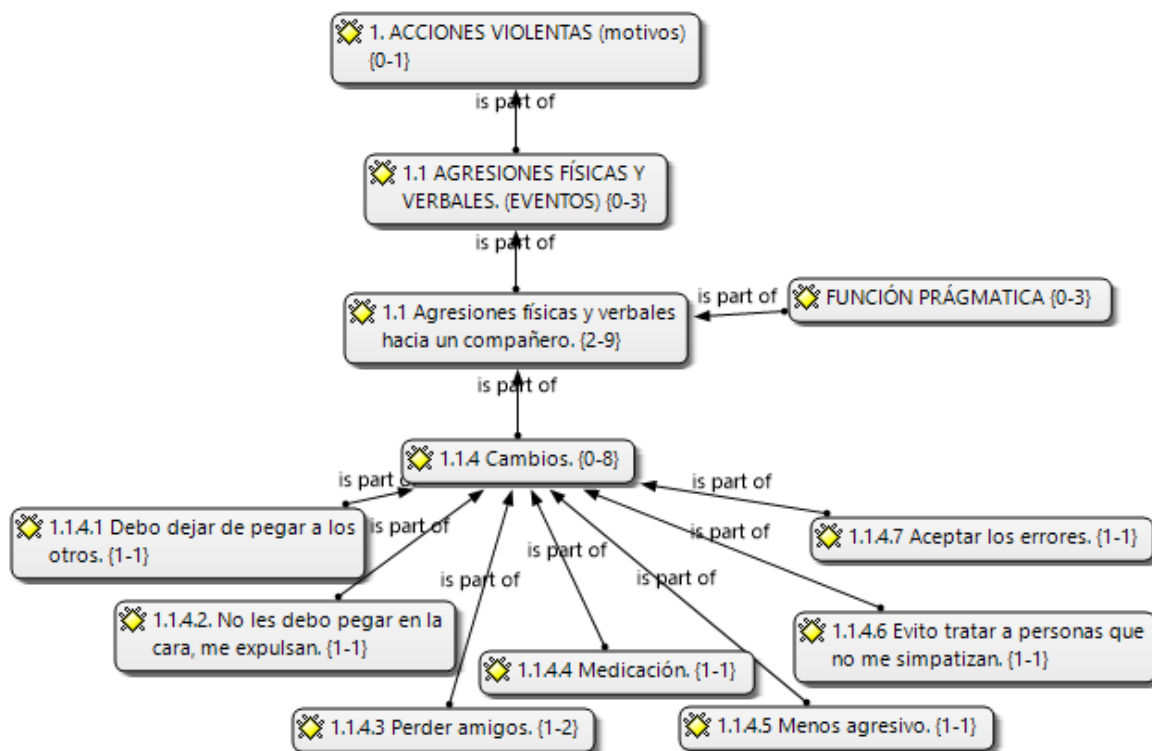 1. ACCIONES VIOLENTAS (motivos)
{0-1}
is part of
1.1 AGRESIONES FÍSICAS Y
VERBALES. (EVENTOS) {0-3}
is part of
1.1 Agresiones físicas y verbales
hacia un compañero. {2-9}
is part of
FUNCIÓN PRÁGMATICA {0-3}
is part of
1.1.4 Cambios. {0-8}
is part of
is part of
1.1.4.1 Debo dejar de pegar a los
otros. {1-1}
is part of
is part of
1.1.4.7 Aceptar los errores. {1-1}
is part of
is part of
is part of
1.1.4.2. No les debo pegar en la
cara, me expulsan. {1-1}
1.1.4.6 Evito tratar a personas que
no me simpatizan. {1-1}
1.1.4.4 Medicación. {1-1}
1.1.4.3 Perder amigos. {1-2}
1.1.4.5 Menos agresivo. {1-1}